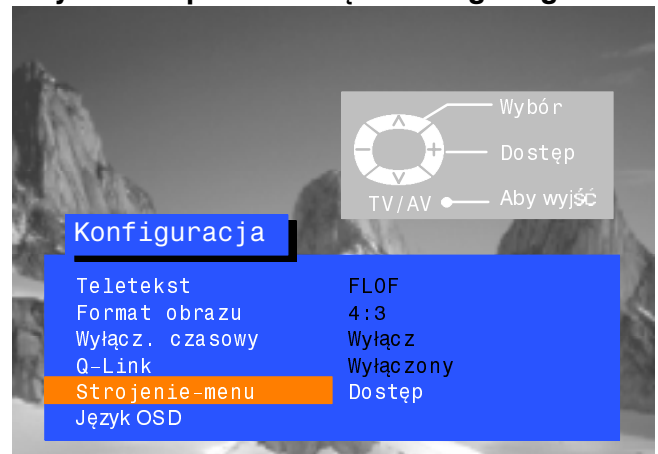 Wybór
Dostęp
TV/AV Aby wyjść
Konfiguracja
Teletekst FLOF
Format obrazu 4:3
Wyłącz. czasowy Wyłącz
Q-Link Wyłączony
Strojenie-menu Dostęp
Język OSD